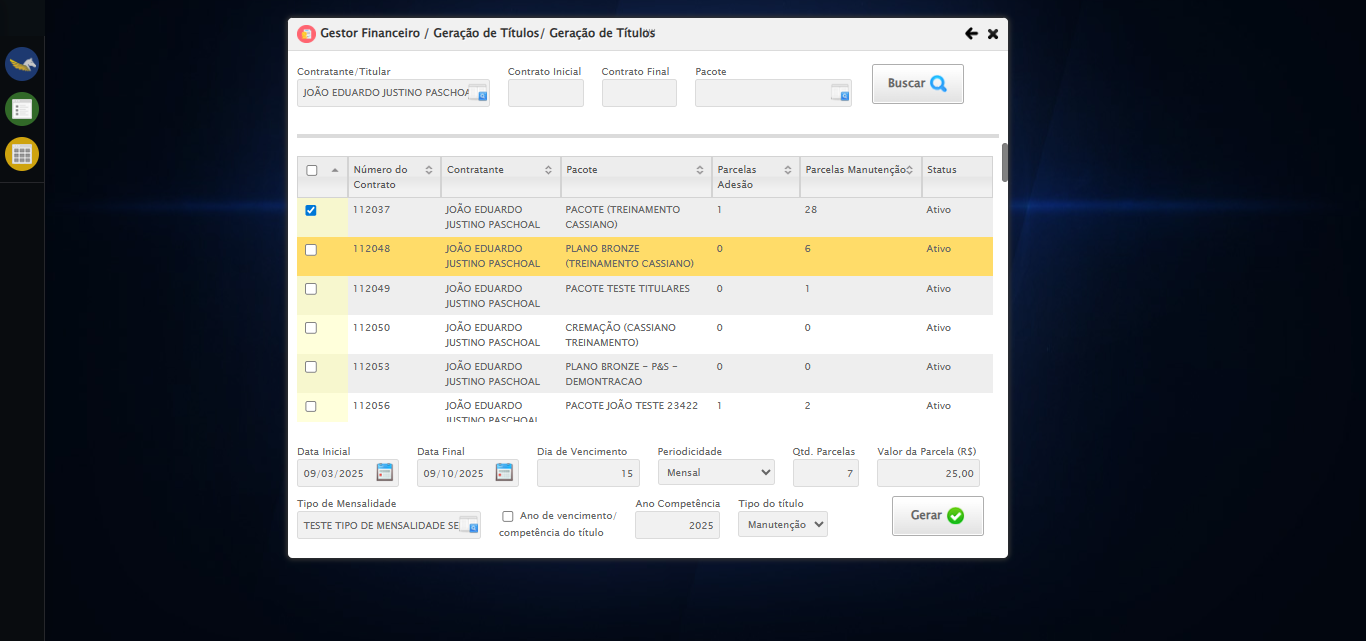 Gestor Financeiro / Geração de Títulos/ Geração de Títulos
Contratante/Titular
Contrato Inicial
Contrato Final
Pacote
JOÃO EDUARDO JUSTINO PASCHOA
Buscar
Número do Contrato
Contratante
Pacote
Parcelas Adesão
Parcelas Manutenção
Status
112037
JOÃO EDUARDO
JUSTINO PASCHOAL
PACOTE (TREINAMENTO
CASSIANO)
1
28
Ativo
112048
JOÃO EDUARDO
JUSTINO PASCHOAL
PLANO BRONZE
(TREINAMENTO CASSIANO)
0
6
Ativo
112049
JOÃO EDUARDO
JUSTINO PASCHOAL
PACOTE TESTE TITULARES
0
1
Ativo
112050
JOÃO EDUARDO
JUSTINO PASCHOAL
CREMAÇÃO (CASSIANO
TREINAMENTO)
0
0
Ativo
112053
JOÃO EDUARDO
JUSTINO PASCHOAL
PLANO BRONZE - P&S -
DEMONTRACAO
0
0
Ativo
112056
JOÃO EDUARDO
JUSTINO PASCHOAL
PACOTE JOÃO TESTE 23422
1
2
Ativo
Data Inicial
Data Final
Dia de Vencimento
Periodicidade
Qtd. Parcelas
Valor da Parcela (R$)
09/03/2025
09/10/2025
15
Mensal
7
25,00
Tipo de Mensalidade
Ano de vencimento/
competência do título
Ano Competência
Tipo do título
TESTE TIPO DE MENSALIDADE SE
2025
Manutenção
Gerar